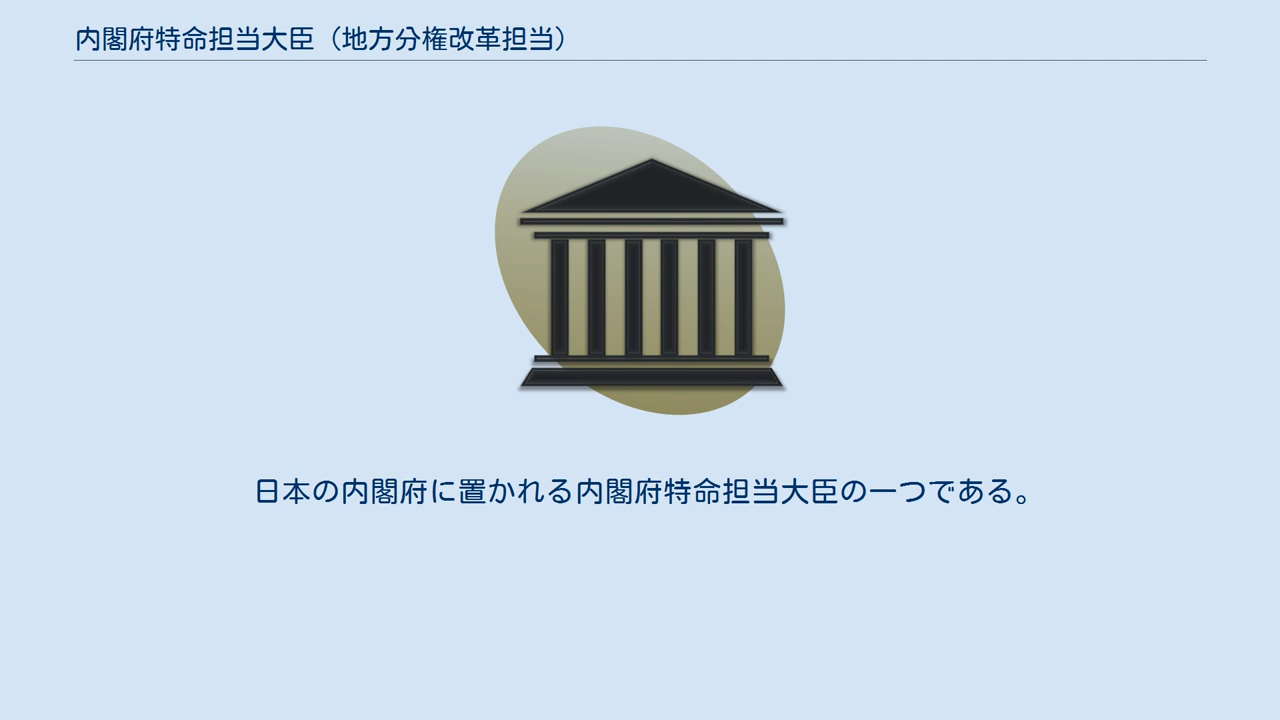 内閣府特命担当大臣（地方分権改革担当）
日本の内閣府に置かれる内閣府特命担当大臣の一つである。